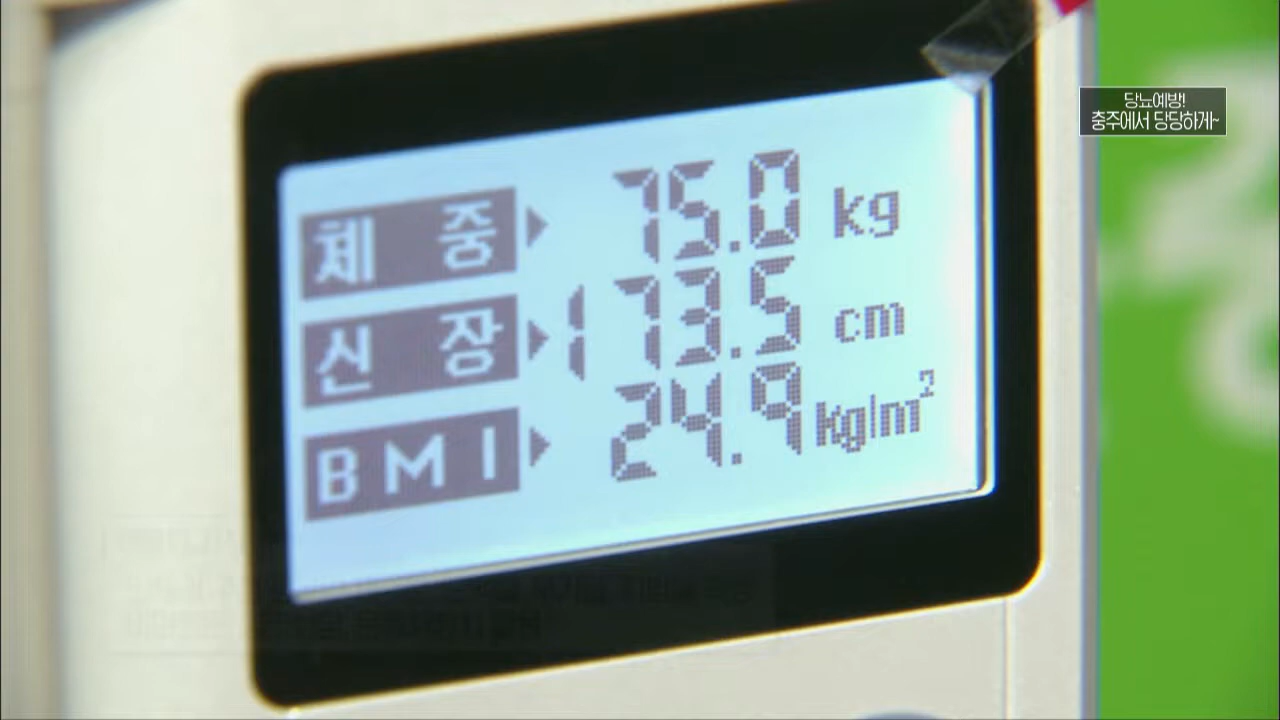 당뇨예방!
충주에서 당당하게~
체 중 75.0 kg
신 장 173.5 cm
BMI 24.9 kg/m²